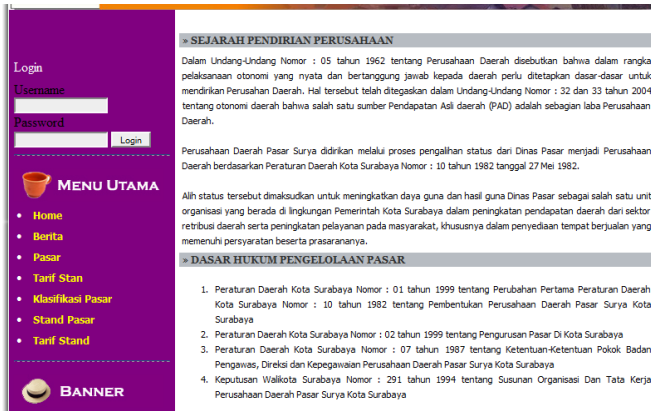 Login
Username
Password
Login
MENU UTAMA
• Home
• Berita
• Pasar
• Tarif Stan
• Klasifikasi Pasar
• Stand Pasar
• Tarif Stand
BANNER
» SEJARAH PENDIRIAN PERUSAHAAN
Dalam Undang-Undang Nomor : 05 tahun 1962 tentang Perusahaan Daerah disebutkan bahwa dalam rangka
pelaksanaan otonomi yang nyata dan bertanggung jawab kepada daerah perlu ditetapkan dasar-dasar untuk
mendirikan Perusahan Daerah. Hal tersebut telah ditegaskan dalam Undang-Undang Nomor : 32 dan 33 tahun 2004
tentang otonomi daerah bahwa salah satu sumber Pendapatan Asli daerah (PAD) adalah sebagian laba Perusahaan
Daerah.
Perusahaan Daerah Pasar Surya didirikan melalui proses pengalihan status dari Dinas Pasar menjadi Perusahaan
Daerah berdasarkan Peraturan Daerah Kota Surabaya Nomor : 10 tahun 1982 tanggal 27 Mei 1982.
Alih status tersebut dimaksudkan untuk meningkatkan daya guna dan hasil guna Dinas Pasar sebagai salah satu unit
organisasi yang berada di lingkungan Pemerintah Kota Surabaya dalam peningkatan pendapatan daerah dari sektor
retribusi daerah serta peningkatan pelayanan pada masyarakat, khususnya dalam penyediaan tempat berjualan yang
memenuhi persyaratan beserta prasarananya.
» DASAR HUKUM PENGELOLAAN PASAR
1. Peraturan Daerah Kota Surabaya Nomor : 01 tahun 1999 tentang Perubahan Pertama Peraturan Daerah
Kota Surabaya Nomor : 10 tahun 1982 tentang Pembentukan Perusahaan Daerah Pasar Surya Kota
Surabaya
2. Peraturan Daerah Kota Surabaya Nomor : 02 tahun 1999 tentang Pengurusan Pasar Di Kota Surabaya
3. Peraturan Daerah Kota Surabaya Nomor : 07 tahun 1987 tentang Ketentuan-Ketentuan Pokok Badan
Pengawas, Direksi dan Kepegawaian Perusahaan Daerah Pasar Surya Kota Surabaya
4. Keputusan Walikota Surabaya Nomor : 291 tahun 1994 tentang Susunan Organisasi Dan Tata Kerja
Perusahaan Daerah Pasar Surya Kota Surabaya